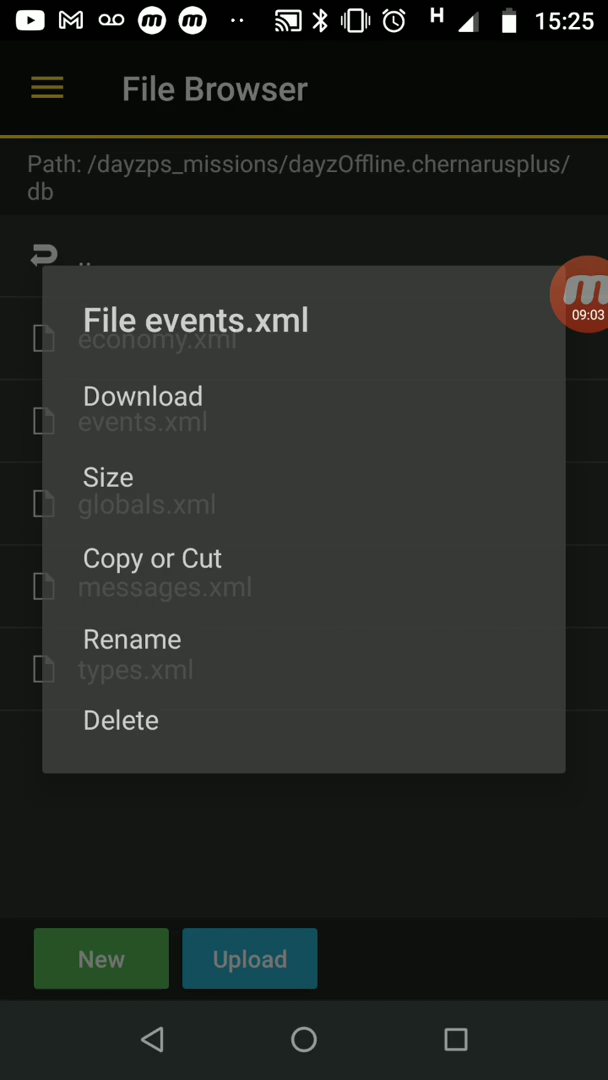 H 15:25
File Browser
Path: /dayzps_missions/dayzOffline.chernarusplus/
db
..
File events.xml
economy.xml
Download
events.xml
Size
globals.xml
Copy or Cut
messages.xml
Rename
types.xml
Delete
m
09:03
New
Upload